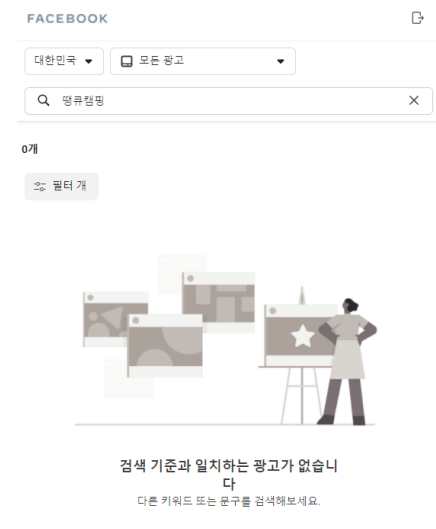 FACEBOOK
대한민국
모든 광고
땡큐캠핑
0개
필터 개
검색 기준과 일치하는 광고가 없습니
다
다른 키워드 또는 문구를 검색해보세요.